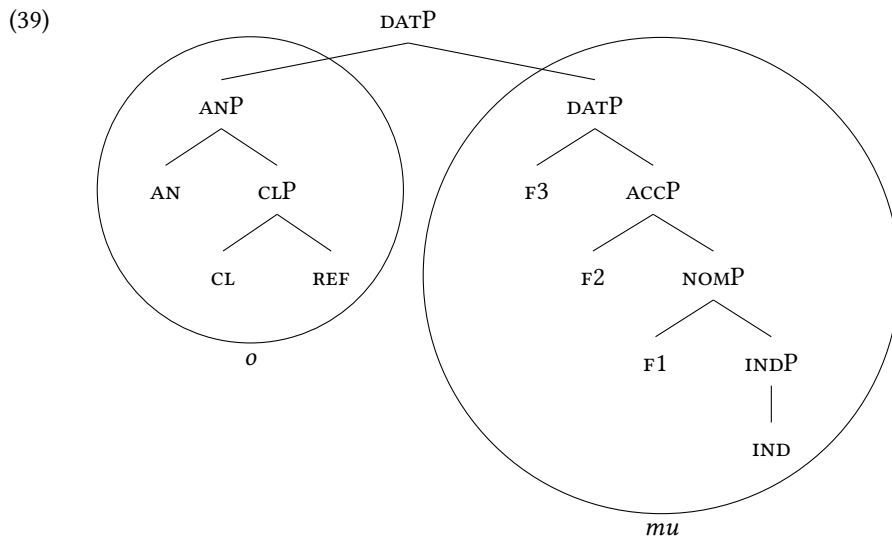 (39)
DATP
ANP DATP
AN CLP F3 ACCP
CL REF F2 NOMP
o F1 INDP
IND
mu